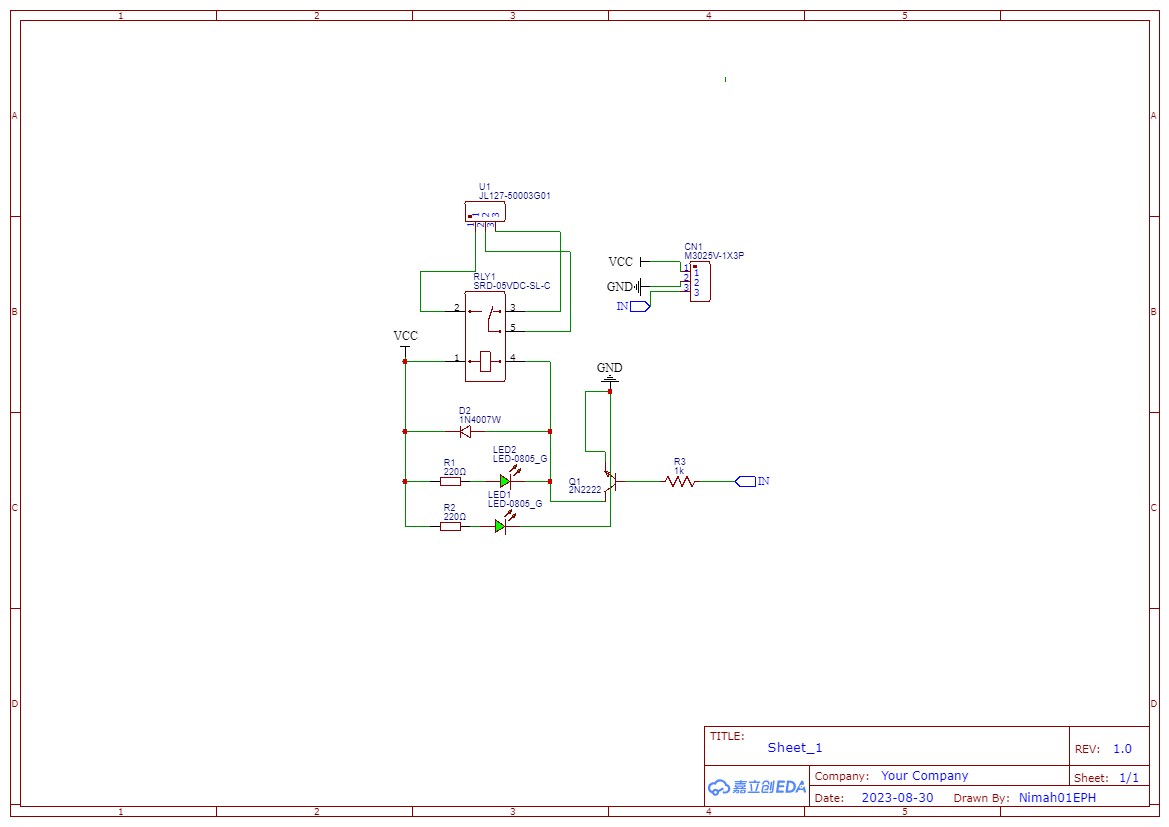 1 2 3 4 5
A A
U1
JL127-50003G01
1 2 3
1 2 3
CN1
M3025V-1X3P
VCC
1 1
2 2
3 3
GND
IN
RLY1
SRD-05VDC-SL-C
2 3
5
1 4
B B
VCC
GND
D2
1N4007W
LED2
LED-0805_G
R1
220Ω
R3
1k
Q1
2N2222
IN
LED1
LED-0805_G
R2
220Ω
C C
D D
TITLE:
Sheet_1
REV: 1.0
嘉立创EDA
Company: Your Company
Sheet: 1/1
Date: 2023-08-30 Drawn By: Nimah01EPH
1 2 3 4 5